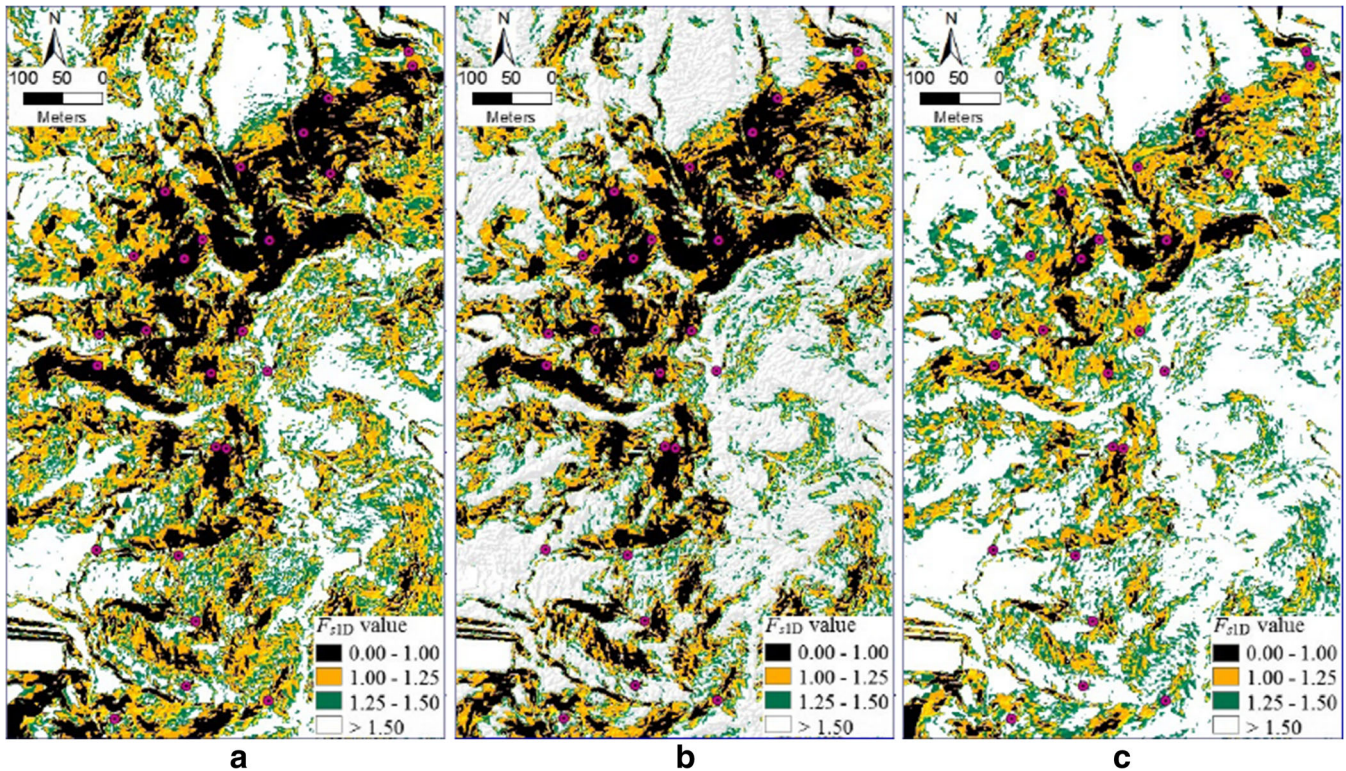 N
100 50 0
Meters
F_s1D value
0.00 - 1.00
1.00 - 1.25
1.25 - 1.50
> 1.50
a
N
100 50 0
Meters
F_s1D value
0.00 - 1.00
1.00 - 1.25
1.25 - 1.50
> 1.50
b
N
100 50 0
Meters
F_s1D value
0.00 - 1.00
1.00 - 1.25
1.25 - 1.50
> 1.50
c